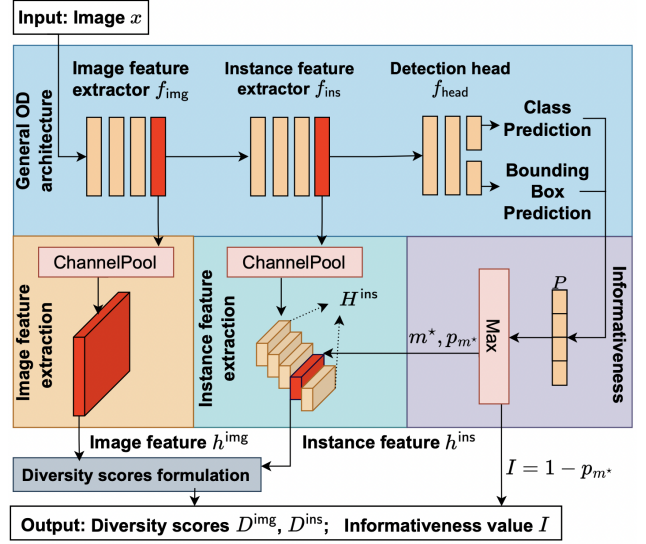 Input: Image x
General OD
architecture
Image feature
extractor f_img
Instance feature
extractor f_ins
Detection head
f_head
Class
Prediction
Bounding
Box
Prediction
Image feature
extraction
ChannelPool
Instance feature
extraction
ChannelPool
H^ins
m⋆, p_m⋆
Max
P
Informativeness
Image feature h^img
Instance feature h^ins
Diversity scores formulation
I = 1 − p_m⋆
Output: Diversity scores D^img, D^ins; Informativeness value I